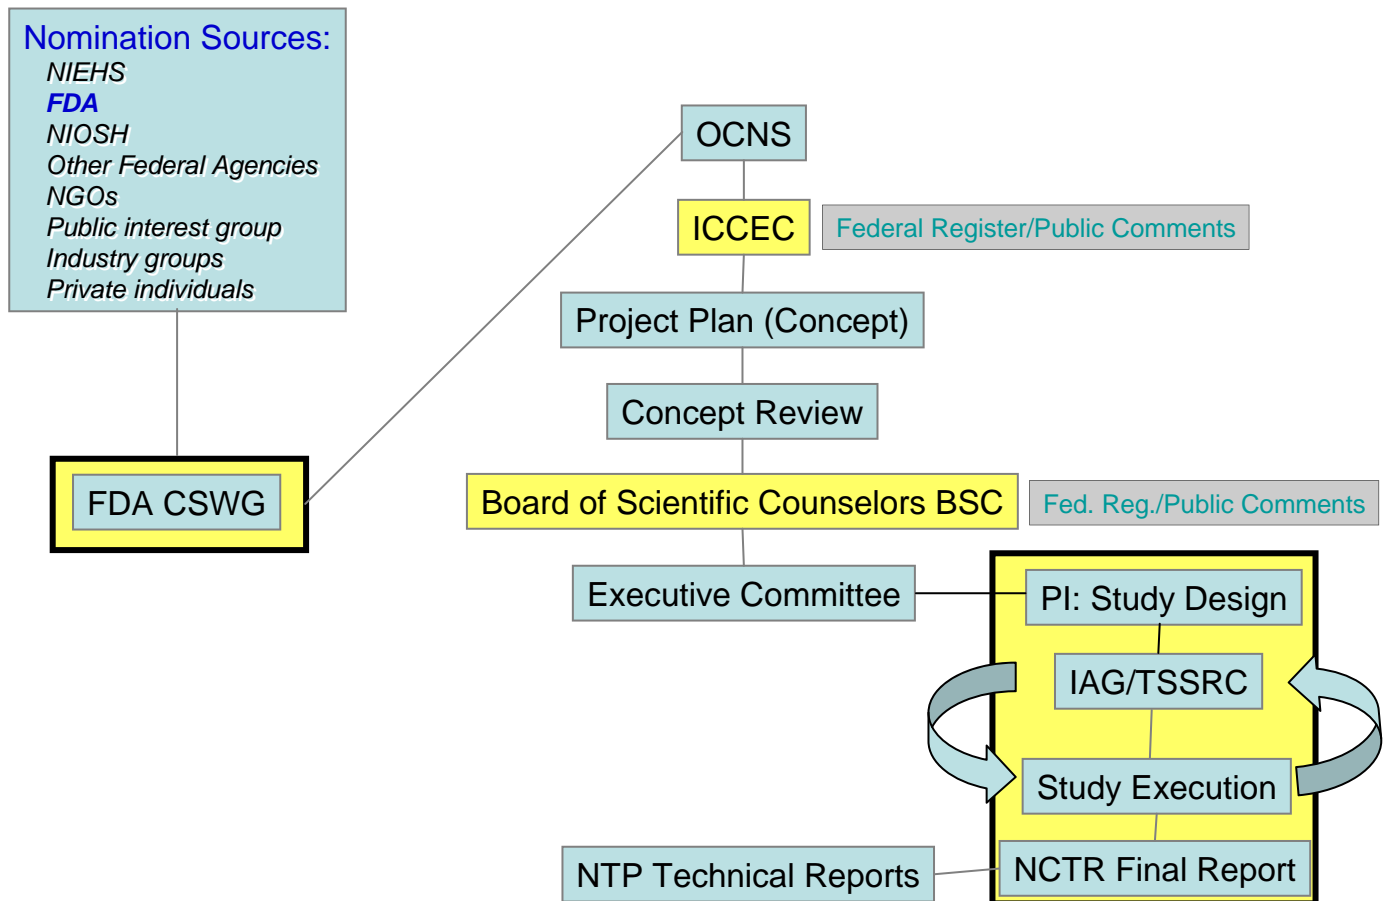 Nomination Sources:
NIEHS
FDA
NIOSH
Other Federal Agencies
NGOs
Public interest group
Industry groups
Private individuals
FDA CSWG
OCNS
ICCEC
Federal Register/Public Comments
Project Plan (Concept)
Concept Review
Board of Scientific Counselors BSC
Fed. Reg./Public Comments
Executive Committee
PI: Study Design
IAG/TSSRC
Study Execution
NCTR Final Report
NTP Technical Reports